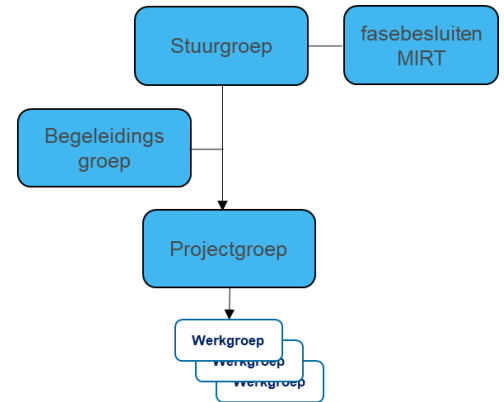 Stuurgroep
fasebesluiten
MIRT
Begeleidings
groep
Projectgroep
Werkgroep
Werkgroep
Werkgroep